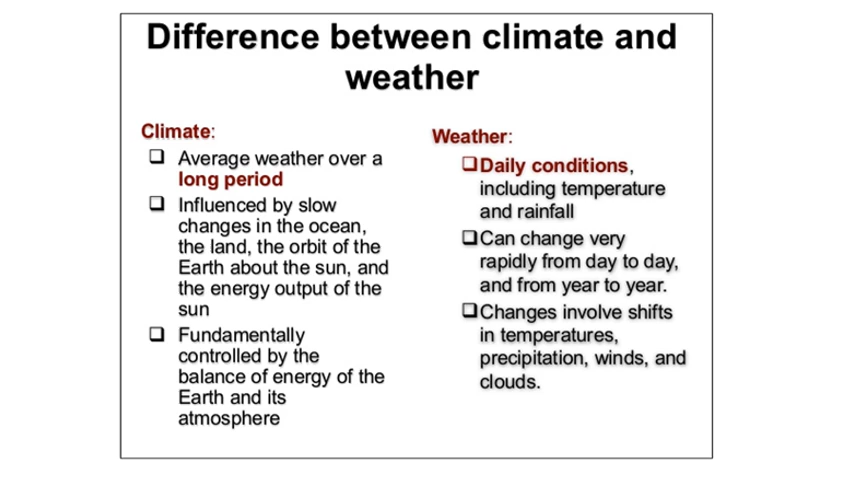 Difference between climate and
weather
Climate:
❑ Average weather over a
long period
❑ Influenced by slow
changes in the ocean,
the land, the orbit of the
Earth about the sun, and
the energy output of the
sun
❑ Fundamentally
controlled by the
balance of energy of the
Earth and its
atmosphere
Weather:
❑Daily conditions,
including temperature
and rainfall
❑Can change very
rapidly from day to day,
and from year to year.
❑Changes involve shifts
in temperatures,
precipitation, winds, and
clouds.